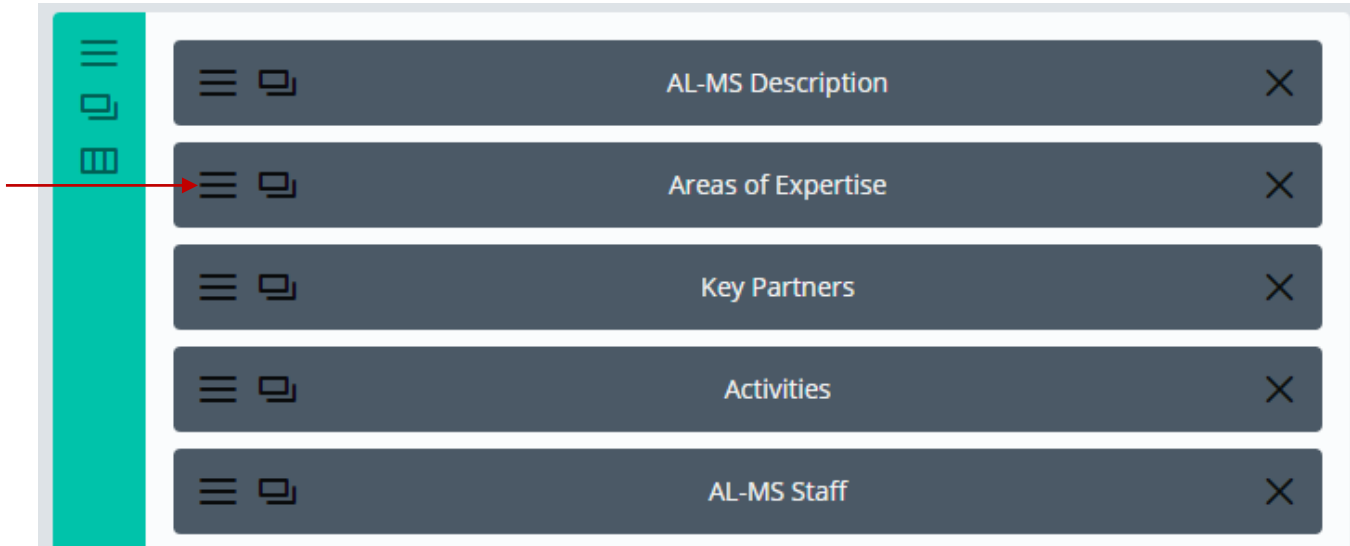 AL-MS Description
Areas of Expertise
Key Partners
Activities
AL-MS Staff